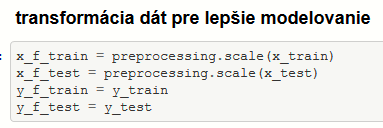 transformácia dát pre lepšie modelovanie
x_f_train = preprocessing.scale(x_train)
x_f_test = preprocessing.scale(x_test)
y_f_train = y_train
y_f_test = y_test